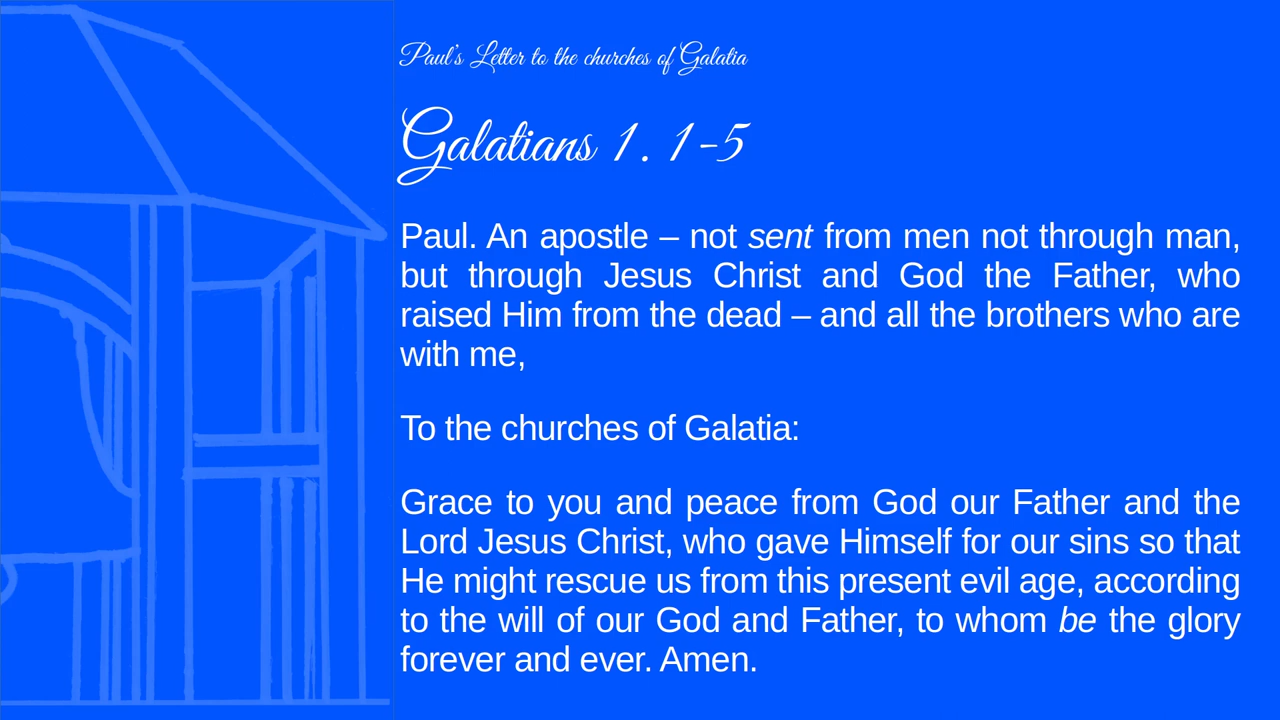 Paul's Letter to the churches of Galatia
Galatians 1. 1-5
Paul. An apostle – not sent from men not through man,
but through Jesus Christ and God the Father, who
raised Him from the dead – and all the brothers who are
with me,
To the churches of Galatia:
Grace to you and peace from God our Father and the
Lord Jesus Christ, who gave Himself for our sins so that
He might rescue us from this present evil age, according
to the will of our God and Father, to whom be the glory
forever and ever. Amen.